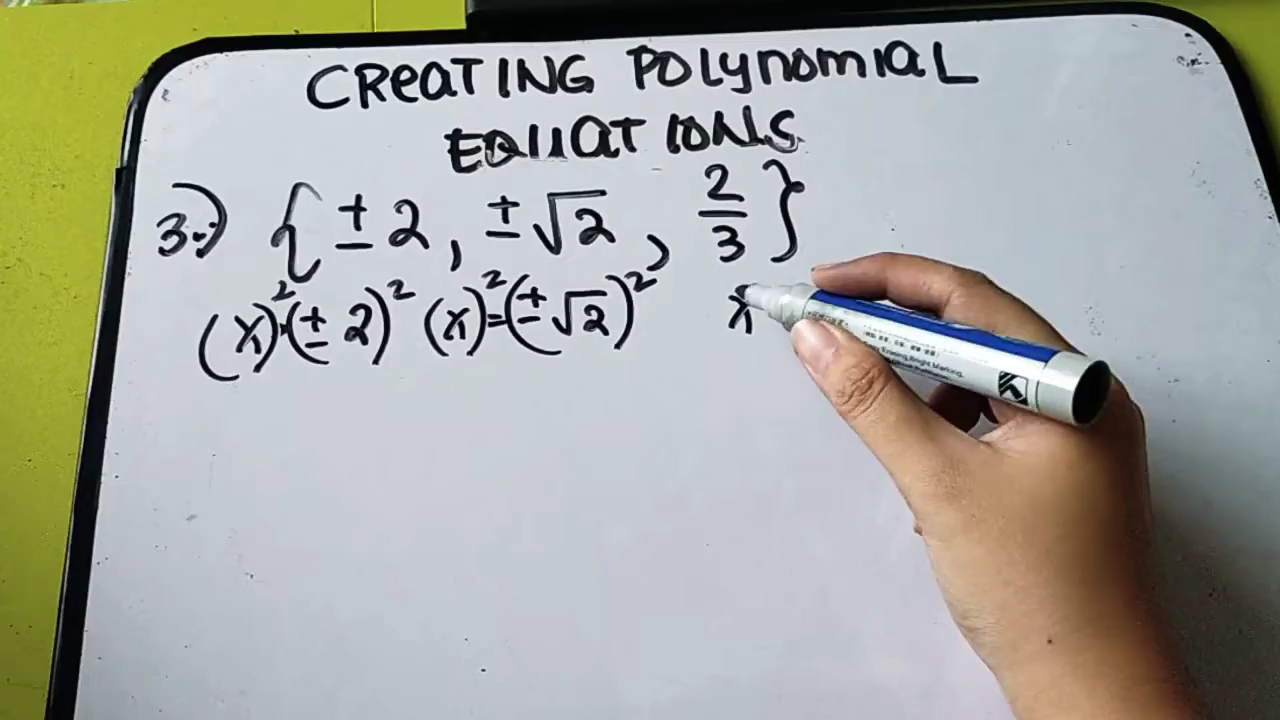 CREATING POLYNOMIAL
EQUATIONS
3.) { ± 2, ± √2, 2/3 }
(x)² = (± 2)² (x)² = (± √2)² x